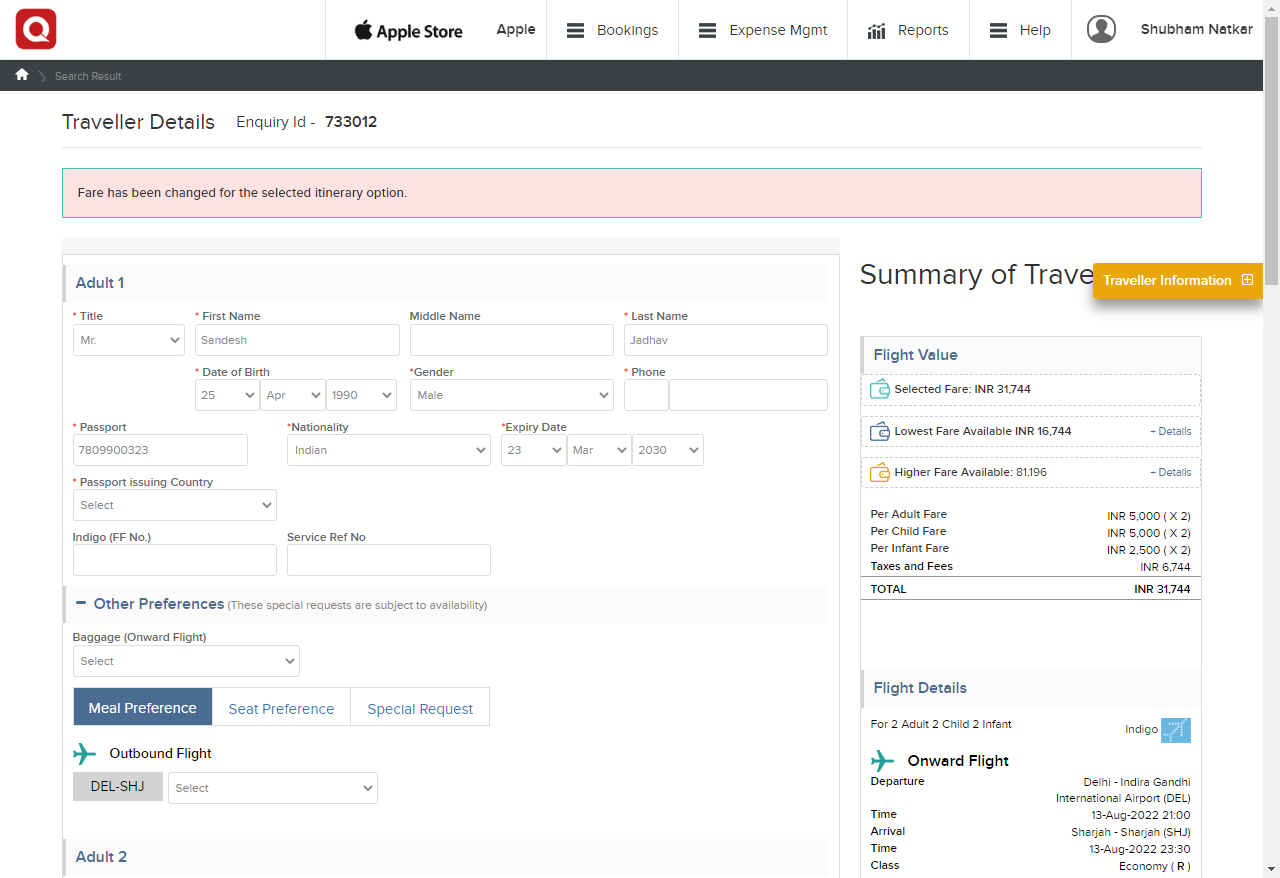 Q
Apple Store
Apple
Bookings
Expense Mgmt
Reports
Help
Shubham Natkar
Search Result
Traveller Details Enquiry Id - 733012
Fare has been changed for the selected itinerary option.
Adult 1
* Title * First Name Middle Name * Last Name
Mr. Sandesh Jadhav
* Date of Birth *Gender * Phone
25 Apr 1990 Male
* Passport *Nationality *Expiry Date
7809900323 Indian 23 Mar 2030
* Passport issuing Country
Select
Indigo (FF No.) Service Ref No
Other Preferences (These special requests are subject to availability)
Baggage (Onward Flight)
Select
Meal Preference Seat Preference Special Request
Outbound Flight
DEL-SHJ Select
Adult 2
Summary of Trave
Traveller Information
Flight Value
Selected Fare: INR 31,744
Lowest Fare Available INR 16,744 + Details
Higher Fare Available: 81,196 + Details
Per Adult Fare INR 5,000 ( X 2)
Per Child Fare INR 5,000 ( X 2)
Per Infant Fare INR 2,500 ( X 2)
Taxes and Fees INR 6,744
TOTAL INR 31,744
Flight Details
For 2 Adult 2 Child 2 Infant Indigo
Onward Flight
Departure Delhi - Indira Gandhi
International Airport (DEL)
Time 13-Aug-2022 21:00
Arrival Sharjah - Sharjah (SHJ)
Time 13-Aug-2022 23:30
Class Economy ( R )